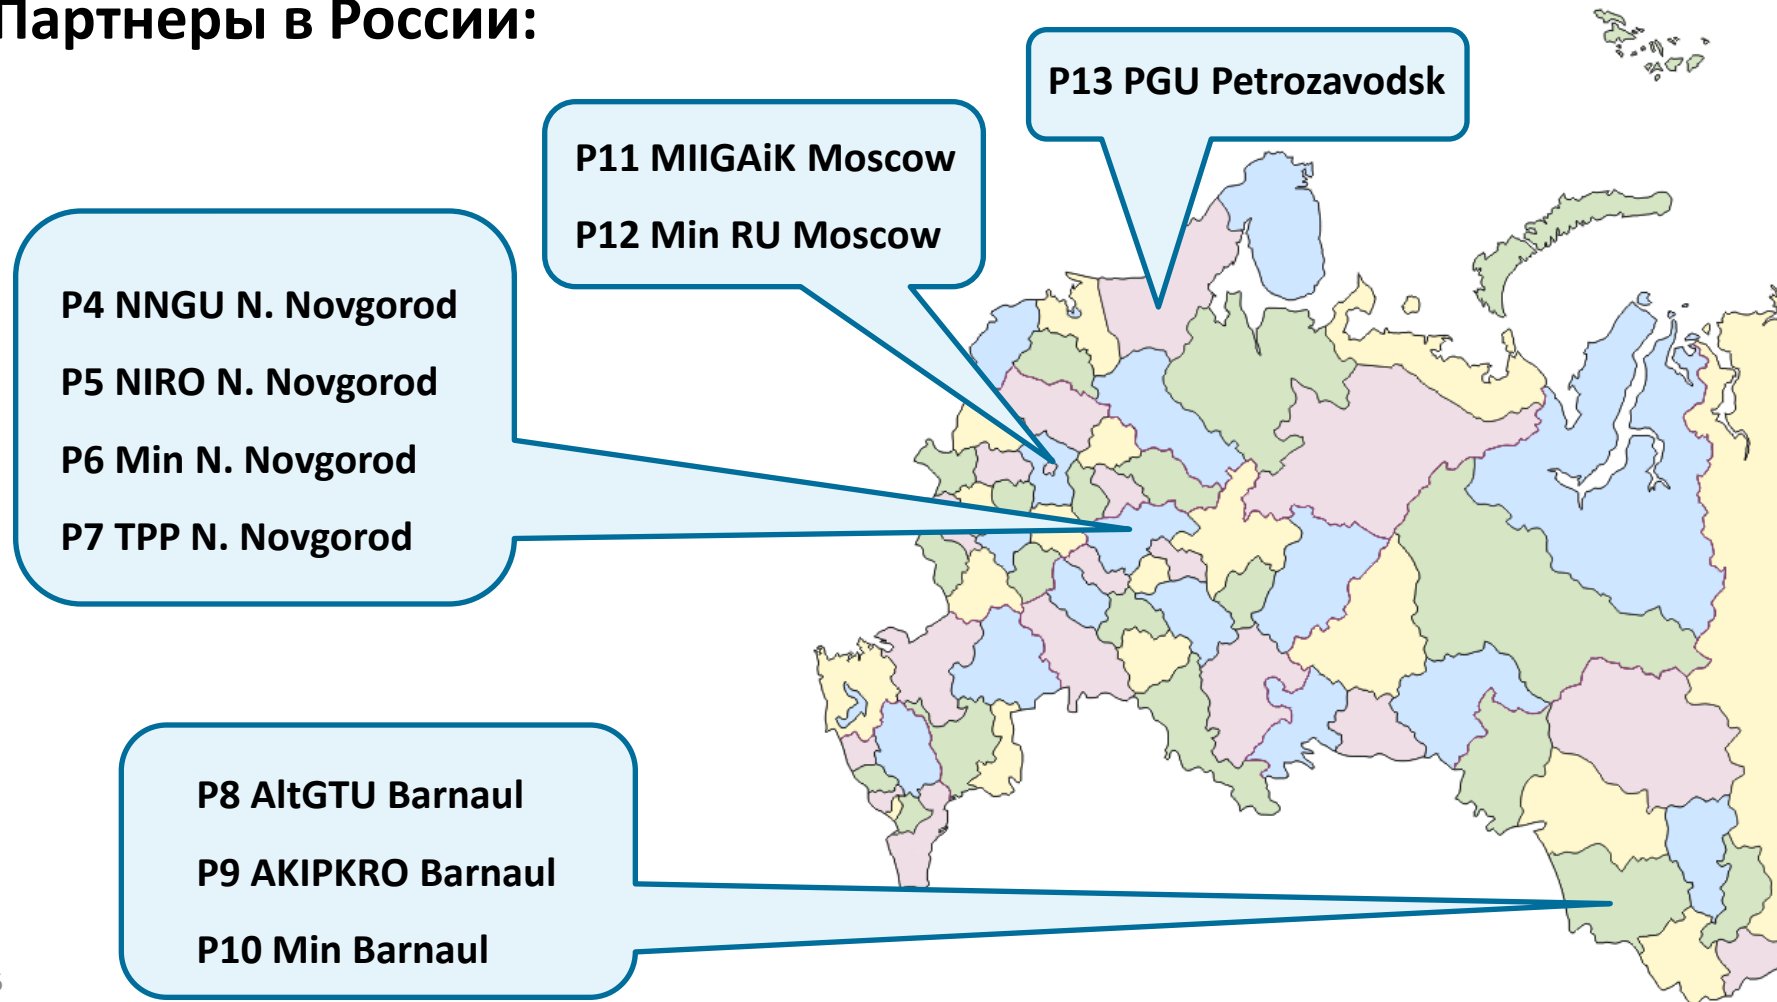 Партнеры в России:
P13 PGU Petrozavodsk
P11 MIIGAiK Moscow
P12 Min RU Moscow
P4 NNGU N. Novgorod
P5 NIRO N. Novgorod
P6 Min N. Novgorod
P7 TPP N. Novgorod
P8 AltGTU Barnaul
P9 AKIPKRO Barnaul
P10 Min Barnaul